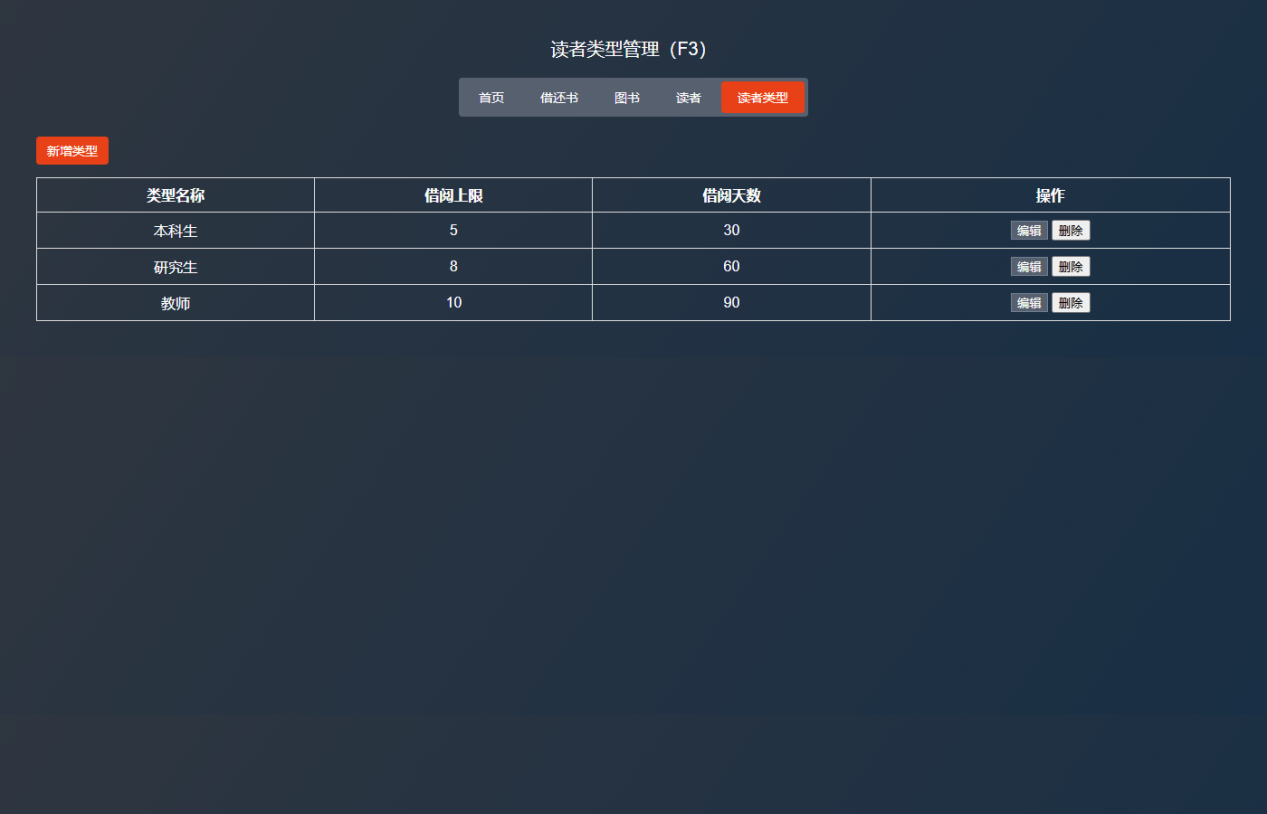 读者类型管理（F3）
首页 借还书 图书 读者 读者类型
新增类型
类型名称 借阅上限 借阅天数 操作
本科生 5 30 编辑 删除
研究生 8 60 编辑 删除
教师 10 90 编辑 删除